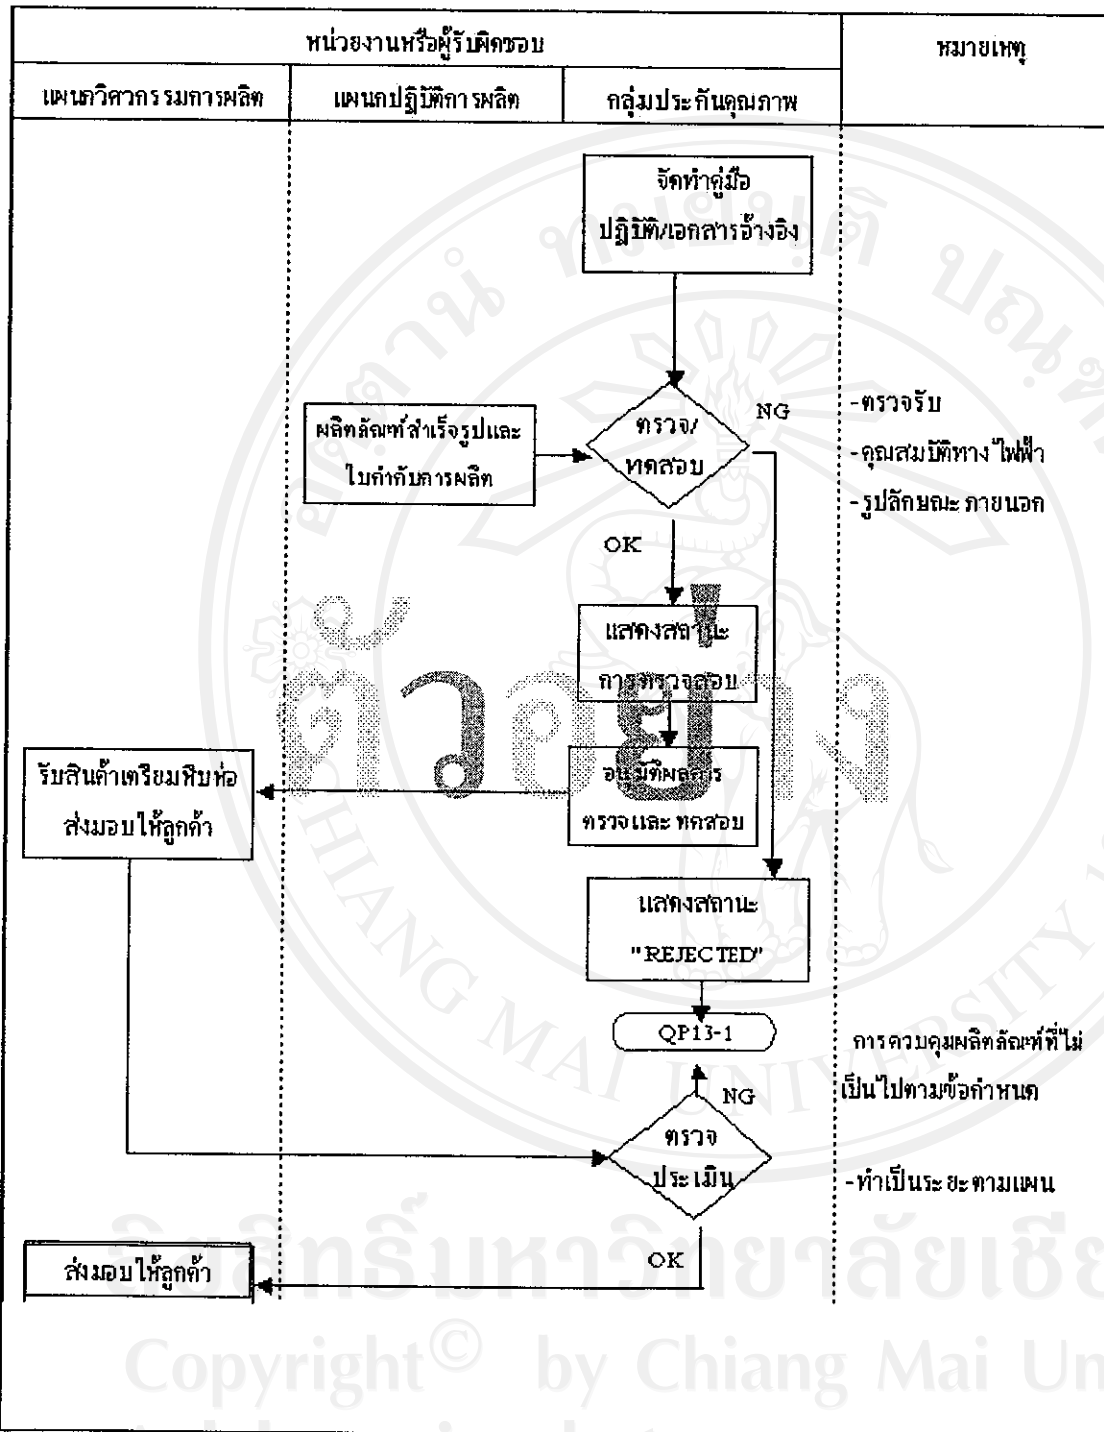 หน่วยงานหรือผู้รับผิดชอบ
หมายเหตุ
แผนกวิศวกรรมการผลิต
แผนกปฏิบัติการผลิต
กลุ่มประกันคุณภาพ
จัดทำคู่มือ
ปฏิบัติ/เอกสารอ้างอิง
ผลิตภัณฑ์สำเร็จรูปและ
ใบกำกับการผลิต
ตรวจ/
ทดสอบ
NG
-ตรวจรับ
-คุณสมบัติทางไฟฟ้า
-รูปลักษณะภายนอก
OK
แสดงสถานะ
การตรวจสอบ
ตัวอย่าง
รับสินค้าเตรียมหีบห่อ
ส่งมอบให้ลูกค้า
อนุมัติผลการ
ตรวจและทดสอบ
แสดงสถานะ
"REJECTED"
QP13-1
การควบคุมผลิตภัณฑ์ที่ไม่
เป็นไปตามข้อกำหนด
NG
ตรวจ
ประเมิน
-ทำเป็นระยะตามแผน
OK
ส่งมอบให้ลูกค้า
CHIANG MAI UNIVERSITY
ลิขสิทธิ์มหาวิทยาลัยเชีย
Copyright© by Chiang Mai Un